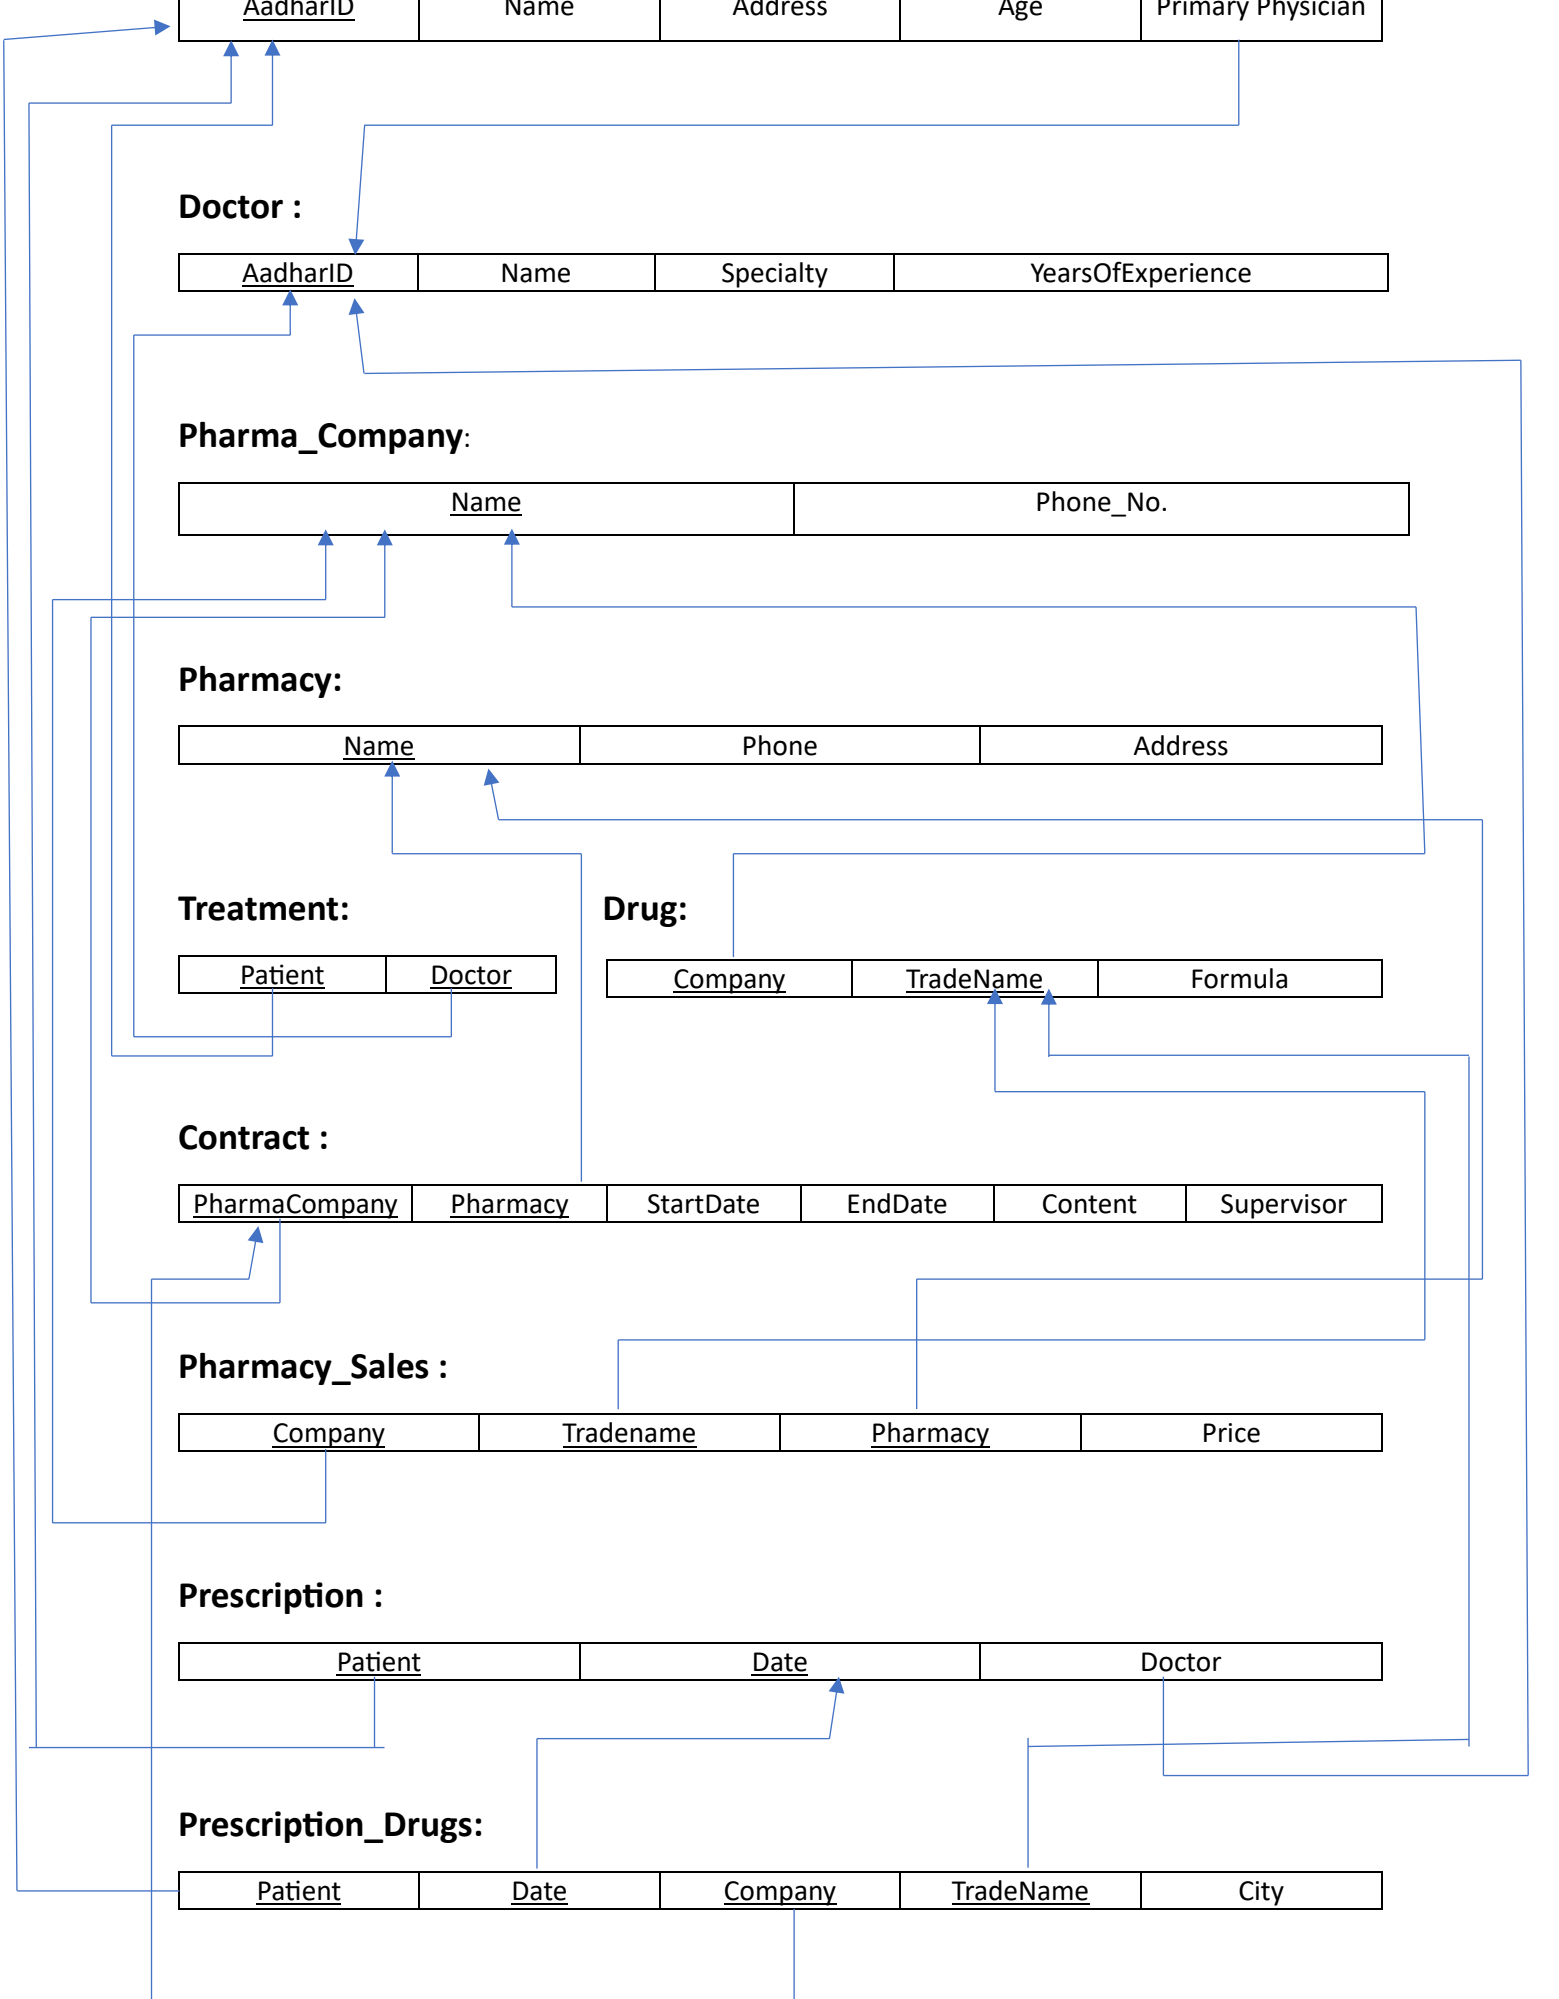 AadharID Name Address Age Primary Physician
Doctor :
AadharID Name Specialty YearsOfExperience
Pharma_Company:
Name Phone_No.
Pharmacy:
Name Phone Address
Treatment: Drug:
Patient Doctor Company TradeName Formula
Contract :
PharmaCompany Pharmacy StartDate EndDate Content Supervisor
Pharmacy_Sales :
Company Tradename Pharmacy Price
Prescription :
Patient Date Doctor
Prescription_Drugs:
Patient Date Company TradeName City